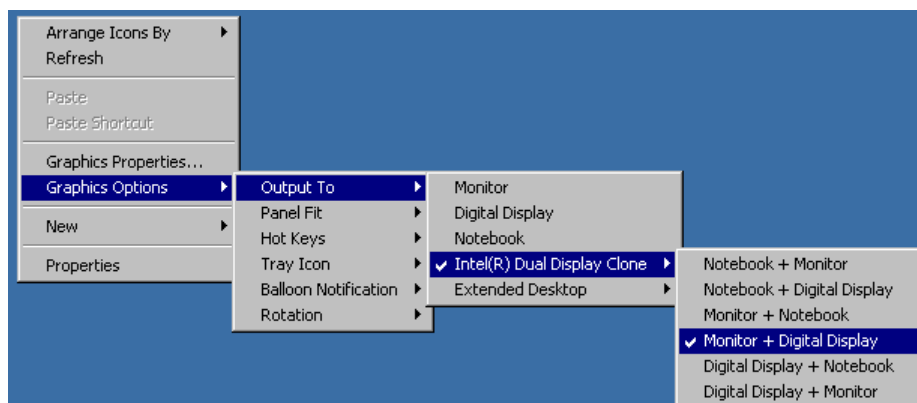 Arrange Icons By
Refresh
Paste
Paste Shortcut
Graphics Properties...
Graphics Options
New
Properties
Output To
Panel Fit
Hot Keys
Tray Icon
Balloon Notification
Rotation
Monitor
Digital Display
Notebook
Intel(R) Dual Display Clone
Extended Desktop
Notebook + Monitor
Notebook + Digital Display
Monitor + Notebook
Monitor + Digital Display
Digital Display + Notebook
Digital Display + Monitor